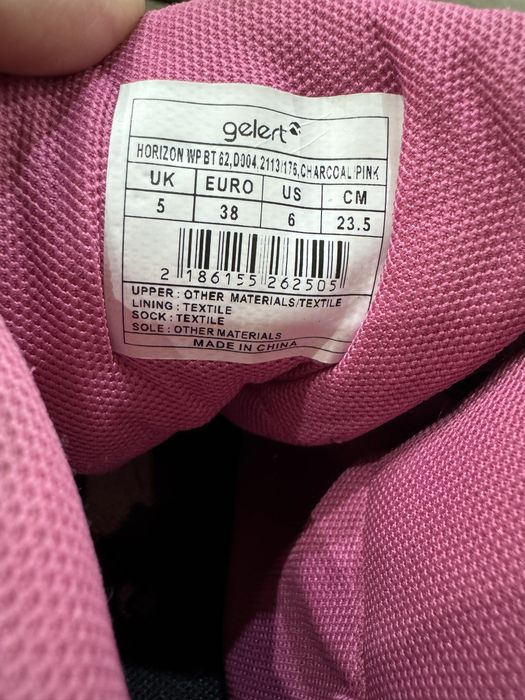 gelert
HORIZON WP BT 62,D004.2113/176,CHARCOAL/PINK
UK EURO US CM
5 38 6 23.5
2 186155 262505
UPPER : OTHER MATERIALS/TEXTILE
LINING : TEXTILE
SOCK : TEXTILE
SOLE : OTHER MATERIALS
MADE IN CHINA